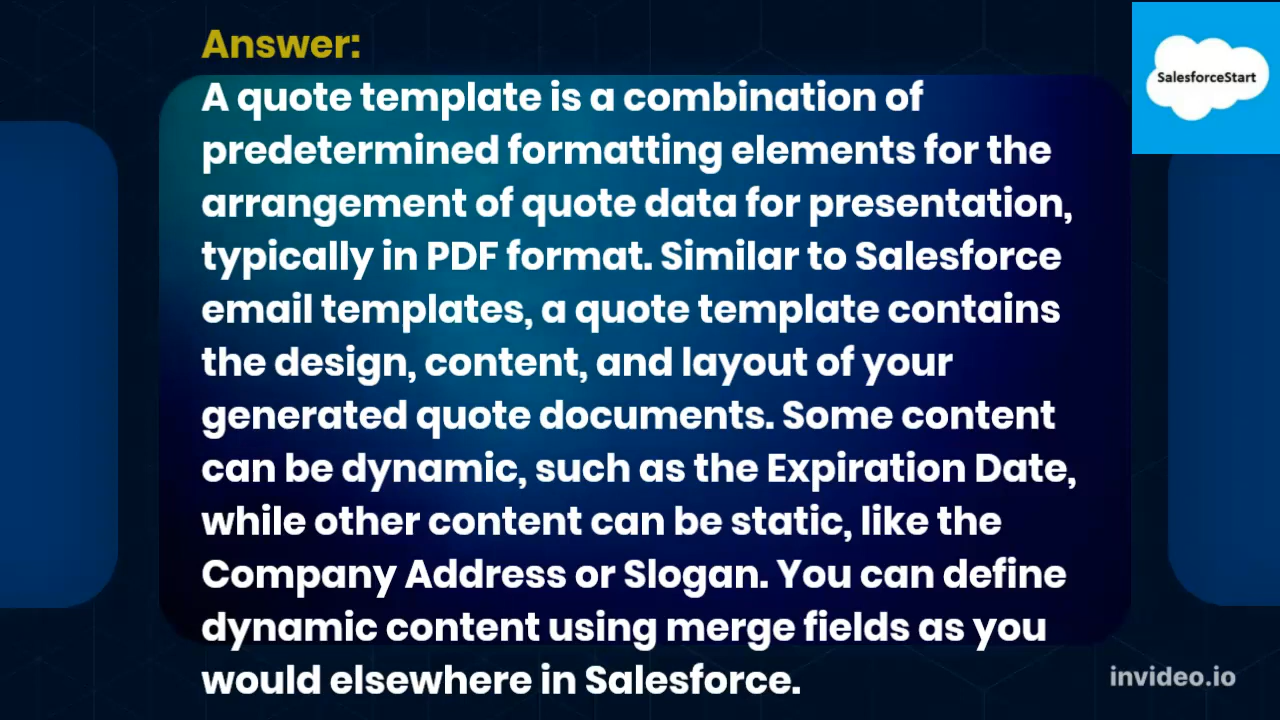 Answer:
SalesforceStart
A quote template is a combination of
predetermined formatting elements for the
arrangement of quote data for presentation,
typically in PDF format. Similar to Salesforce
email templates, a quote template contains
the design, content, and layout of your
generated quote documents. Some content
can be dynamic, such as the Expiration Date,
while other content can be static, like the
Company Address or Slogan. You can define
dynamic content using merge fields as you
would elsewhere in Salesforce.
invideo.io